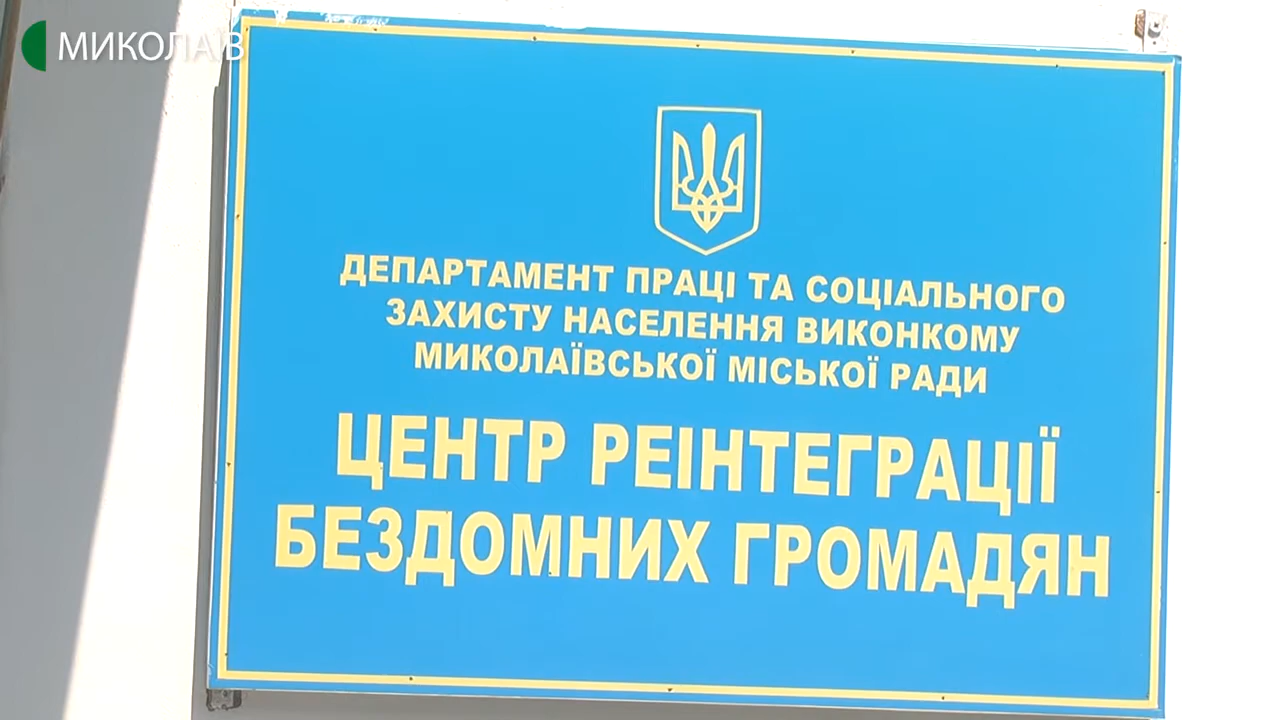 МИКОЛАЇВ
ДЕПАРТАМЕНТ ПРАЦІ ТА СОЦІАЛЬНОГО
ЗАХИСТУ НАСЕЛЕННЯ ВИКОНКОМУ
МИКОЛАЇВСЬКОЇ МІСЬКОЇ РАДИ
ЦЕНТР РЕІНТЕГРАЦІЇ
БЕЗДОМНИХ ГРОМАДЯН